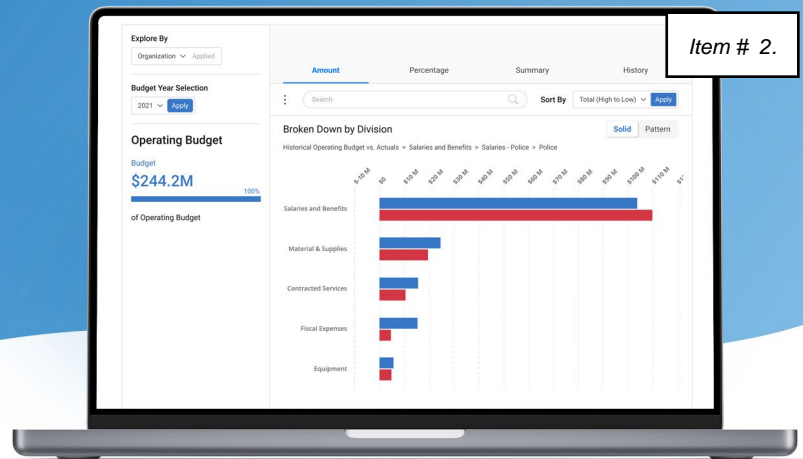 Item # 2.
Explore By
Organization Applied
Budget Year Selection
2021 Apply
Operating Budget
Budget
$244.2M
100%
of Operating Budget
Amount Percentage Summary History
Search
Sort By Total (High to Low) Apply
Broken Down by Division
Solid Pattern
Historical Operating Budget vs. Actuals > Salaries and Benefits > Salaries - Police > Police
$-10 M $0 $10 M $20 M $30 M $40 M $50 M $60 M $70 M $80 M $90 M $100 M $110 M
Salaries and Benefits
Material & Supplies
Contracted Services
Fiscal Expenses
Equipment